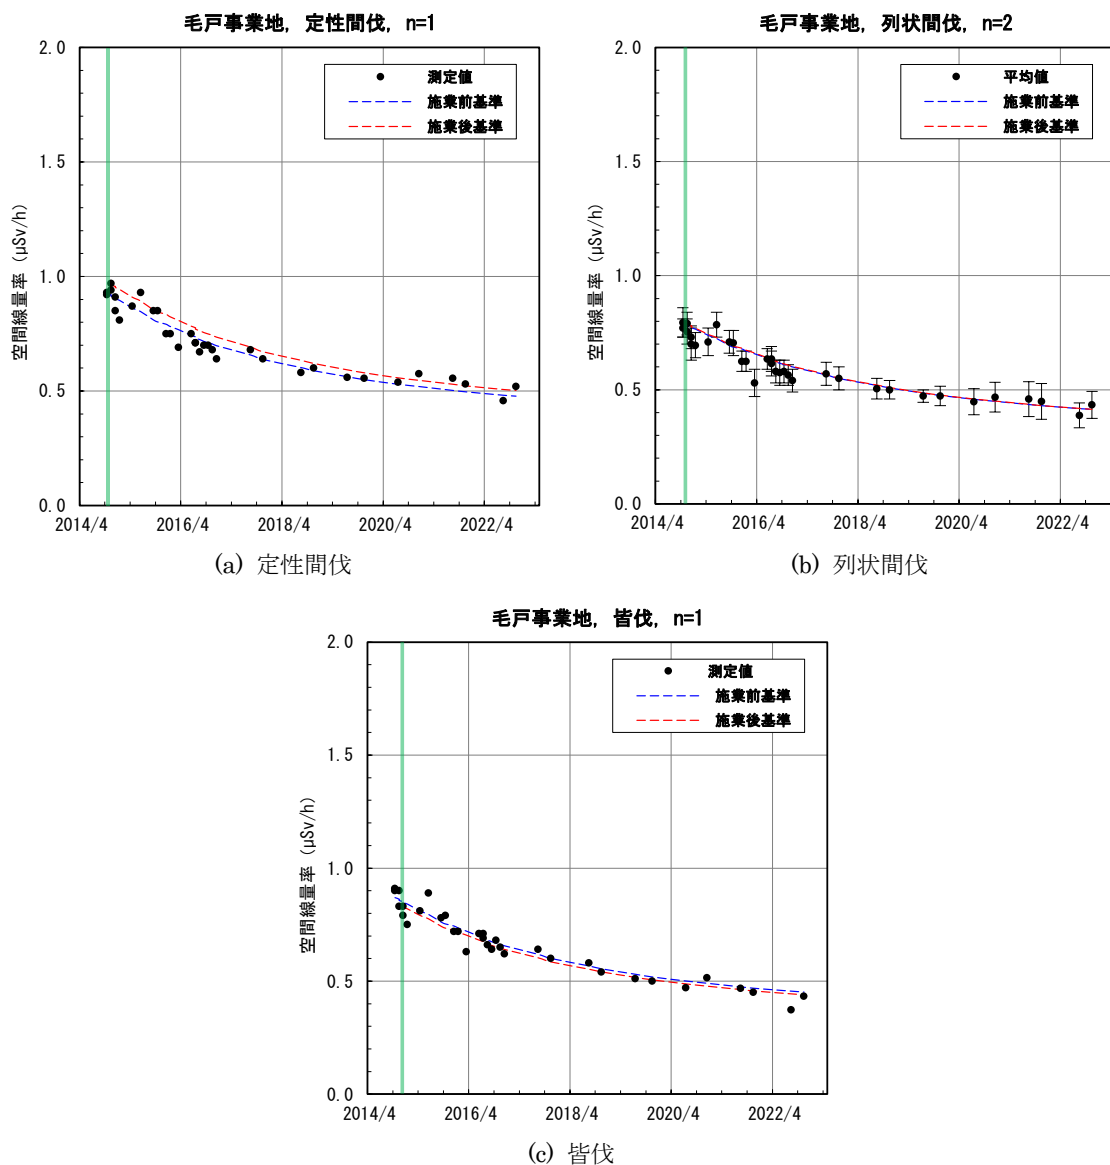 毛戸事業地, 定性間伐, n=1
空間線量率 (μSv/h)
2.0
1.5
1.0
0.5
0.0
測定値
施業前基準
施業後基準
2014/4 2016/4 2018/4 2020/4 2022/4
(a) 定性間伐
毛戸事業地, 列状間伐, n=2
空間線量率 (μSv/h)
2.0
1.5
1.0
0.5
0.0
平均値
施業前基準
施業後基準
2014/4 2016/4 2018/4 2020/4 2022/4
(b) 列状間伐
毛戸事業地, 皆伐, n=1
空間線量率 (μSv/h)
2.0
1.5
1.0
0.5
0.0
測定値
施業前基準
施業後基準
2014/4 2016/4 2018/4 2020/4 2022/4
(c) 皆伐